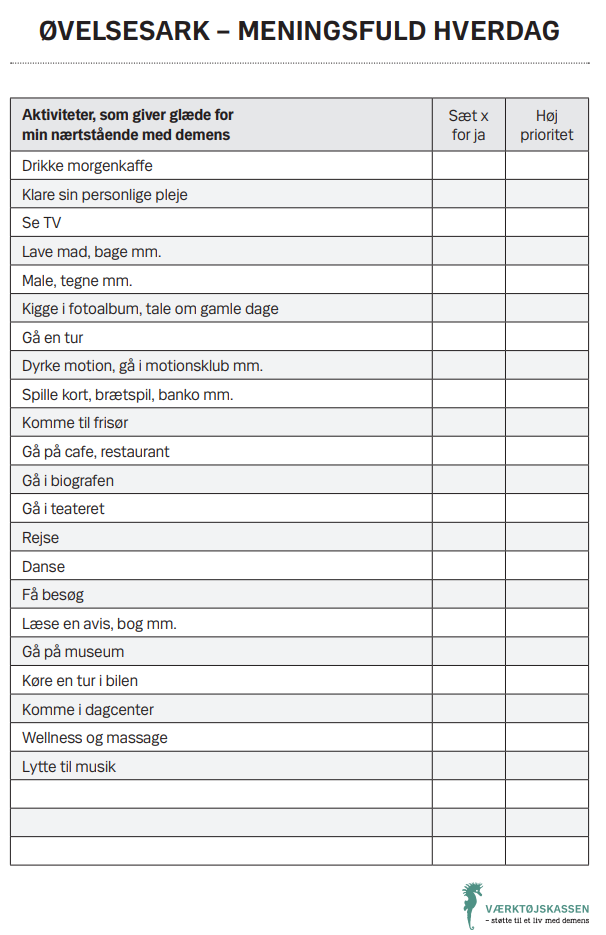 ØVELSESARK – MENINGSFULD HVERDAG
Aktiviteter, som giver glæde for
min nærtstående med demens
Sæt x
for ja
Høj
prioritet
Drikke morgenkaffe
Klare sin personlige pleje
Se TV
Lave mad, bage mm.
Male, tegne mm.
Kigge i fotoalbum, tale om gamle dage
Gå en tur
Dyrke motion, gå i motionsklub mm.
Spille kort, brætspil, banko mm.
Komme til frisør
Gå på cafe, restaurant
Gå i biografen
Gå i teateret
Rejse
Danse
Få besøg
Læse en avis, bog mm.
Gå på museum
Køre en tur i bilen
Komme i dagcenter
Wellness og massage
Lytte til musik
VÆRKTØJSKASSEN
– støtte til et liv med demens